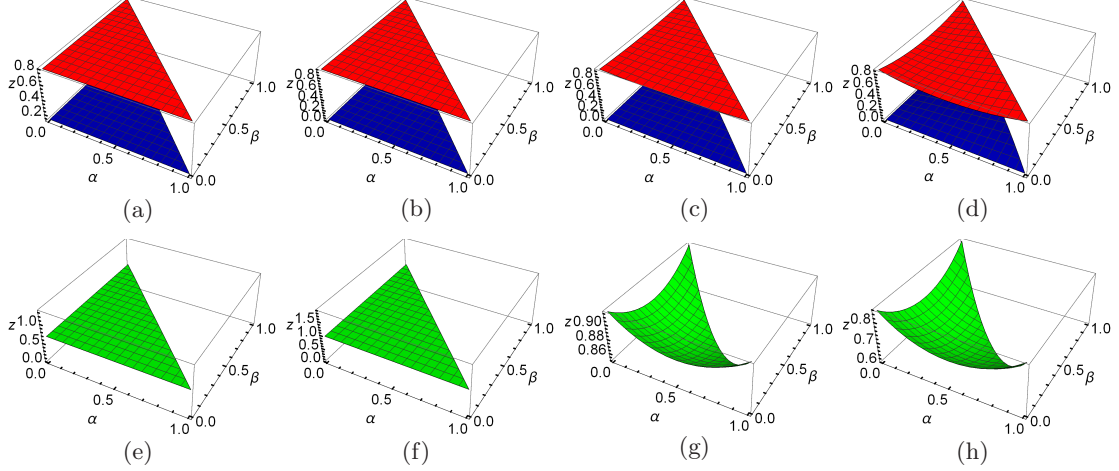 0.8 0.8 0.8 0.8
z 0.6 z 0.6 z 0.6 z 0.6
0.4 0.4 0.4 0.4
0.2 1.0 0.2 1.0 0.2 1.0 0.2 1.0
0.0 0.0 0.0 0.0
0.5 β 0.5 β 0.5 β 0.5 β
0.5 0.5 0.5 0.5
α 1.0 0.0 α 1.0 0.0 α 1.0 0.0 α 1.0 0.0
(a) (b) (c) (d)
z 1.0 z 1.5 z 0.90 z 0.8
0.5 1.0 0.88 0.7
0.0 0.5 0.86 0.6
0.0
1.0 1.0 1.0 1.0
0.0 0.0 0.0 0.0
0.5 β 0.5 β 0.5 β 0.5 β
0.5 0.5 0.5 0.5
α 1.0 0.0 α 1.0 0.0 α 1.0 0.0 α 1.0 0.0
(e) (f) (g) (h)